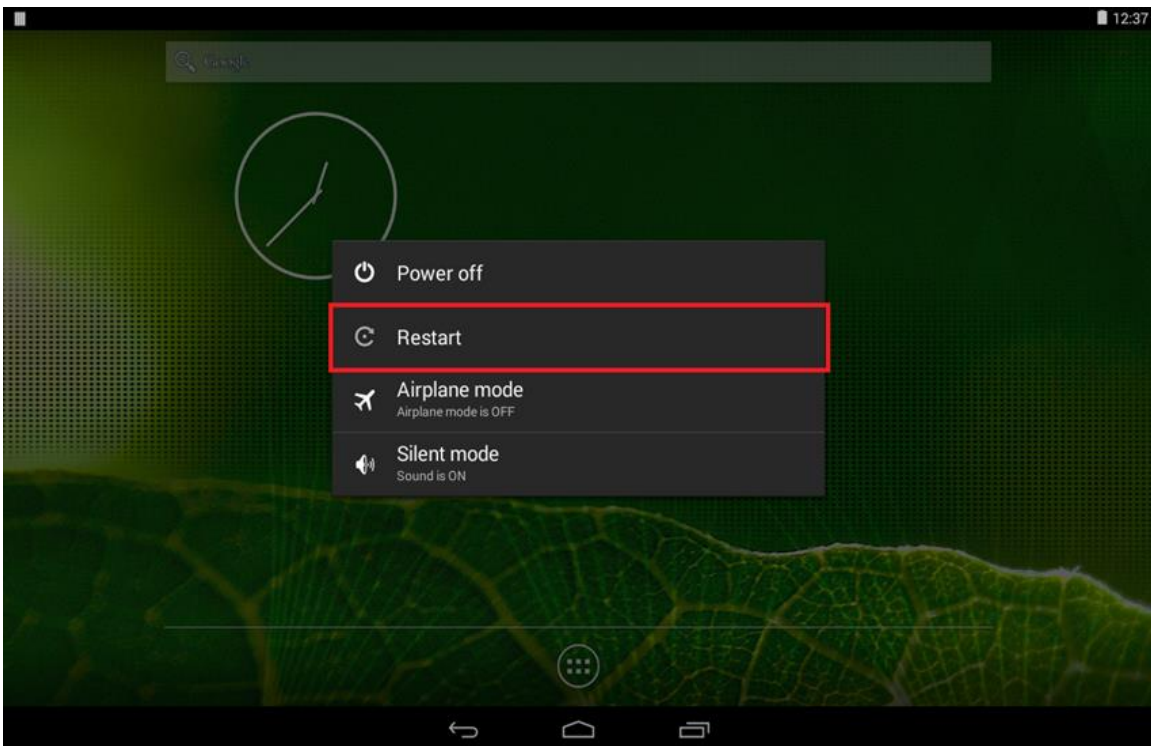 12:37
Google
Power off
Restart
Airplane mode
Airplane mode is OFF
Silent mode
Sound is ON